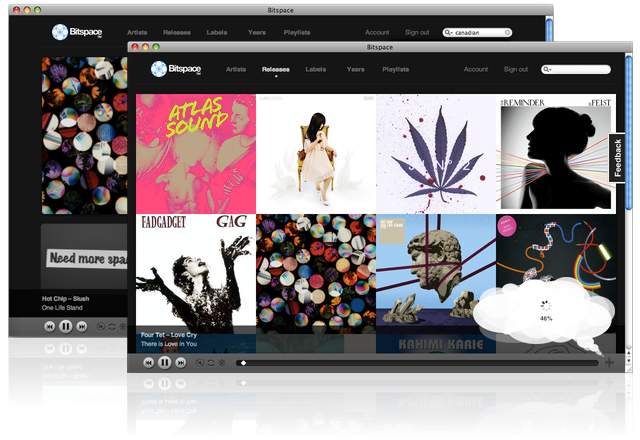 Bitspace
Bitspace
Artists
Releases
Labels
Years
Playlists
Account
Sign out
canadian
Need more spa
Hot Chip – Slush
One Life Stand
Bitspace
Bitspace
Artists
Releases
Labels
Years
Playlists
Account
Sign out
ATLAS
SOUND
THE REMINDER
FEIST
Feedback
FADGADGET
GAG
46%
Four Tet – Love Cry
There is Love in You
KAHIMI KARIE